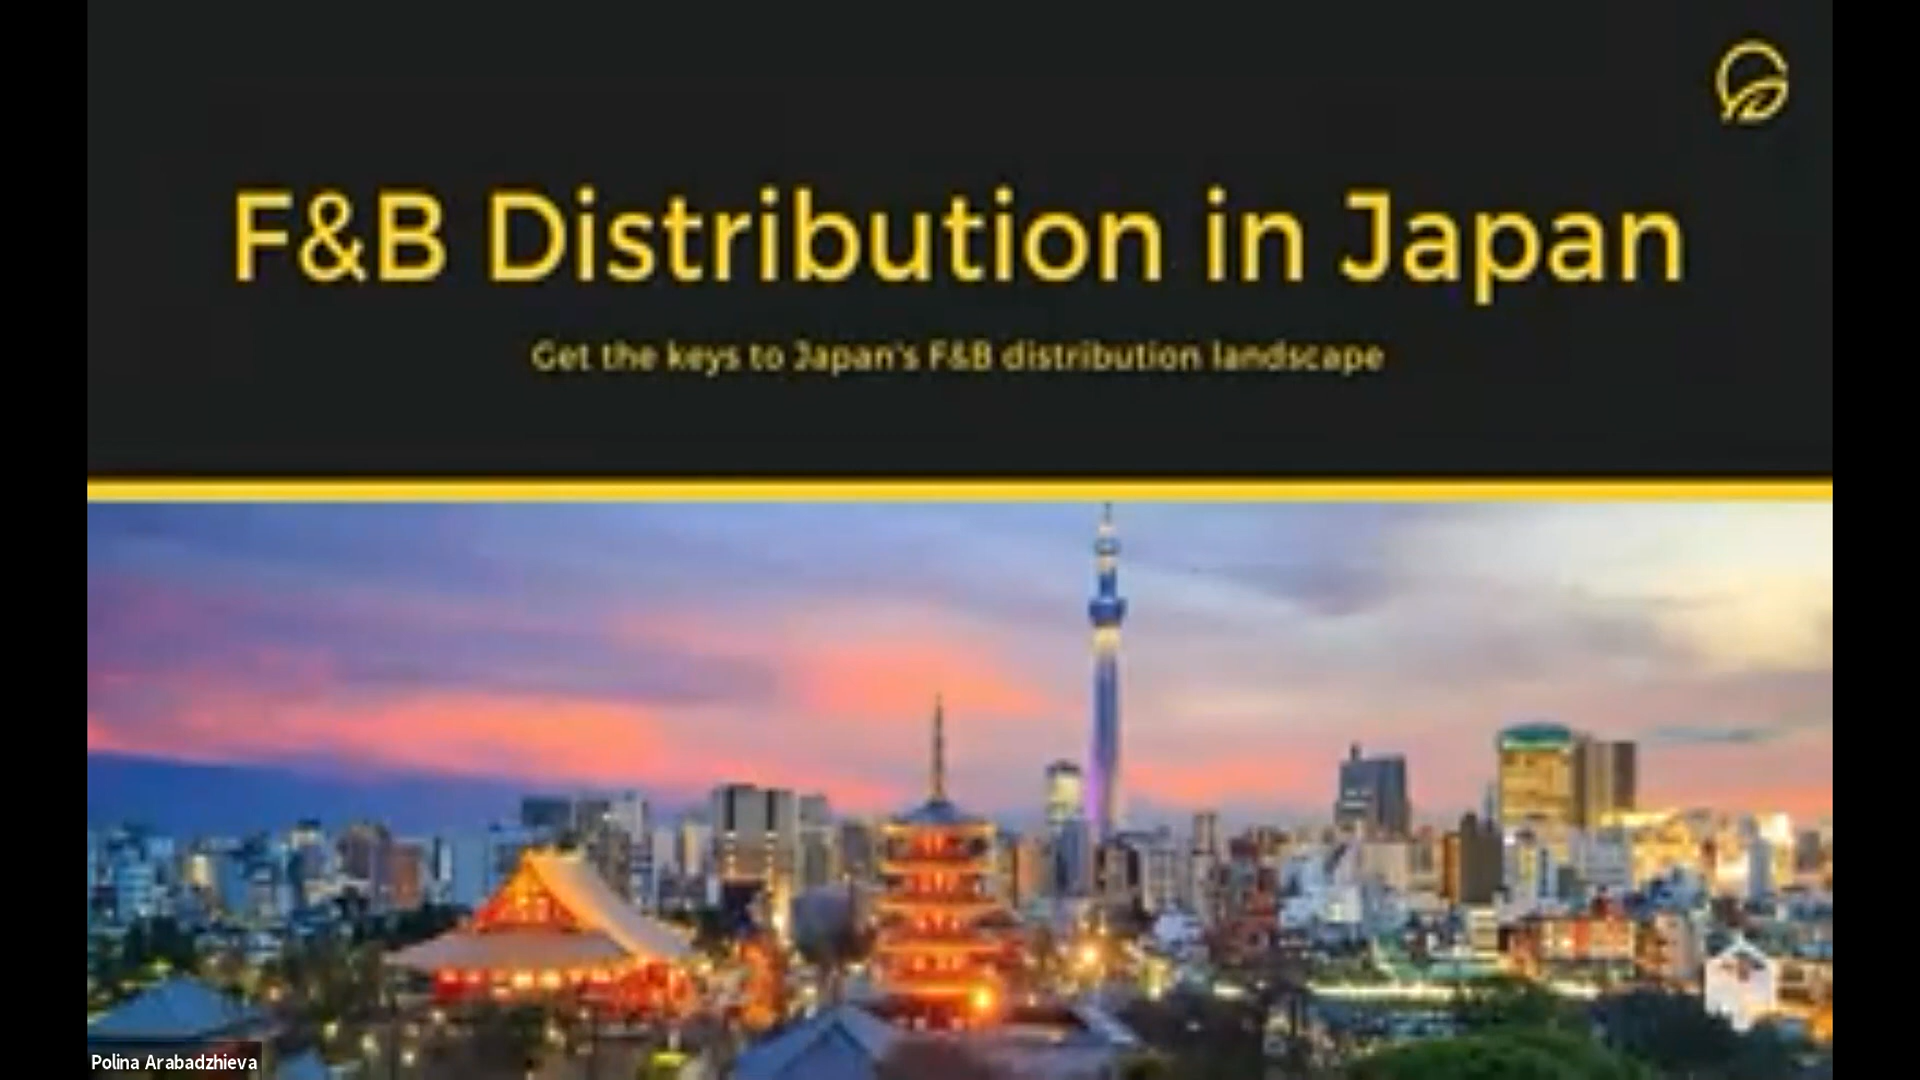 F&B Distribution in Japan
Get the keys to Japan's F&B distribution landscape
Polina Arabadzhieva